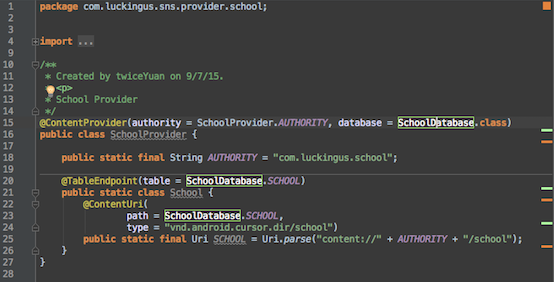 1 package com.luckingus.sns.provider.school;
2
3
4 import ...
9
10 /**
11 * Created by twiceYuan on 9/7/15.
12 * <p>
13 * School Provider
14 */
15 @ContentProvider(authority = SchoolProvider.AUTHORITY, database = SchoolDatabase.class)
16 public class SchoolProvider {
17
18 public static final String AUTHORITY = "com.luckingus.school";
19
20 @TableEndpoint(table = SchoolDatabase.SCHOOL)
21 public static class School {
22 @ContentUri(
23 path = SchoolDatabase.SCHOOL,
24 type = "vnd.android.cursor.dir/school")
25 public static final Uri SCHOOL = Uri.parse("content://" + AUTHORITY + "/school");
26 }
27 }
28